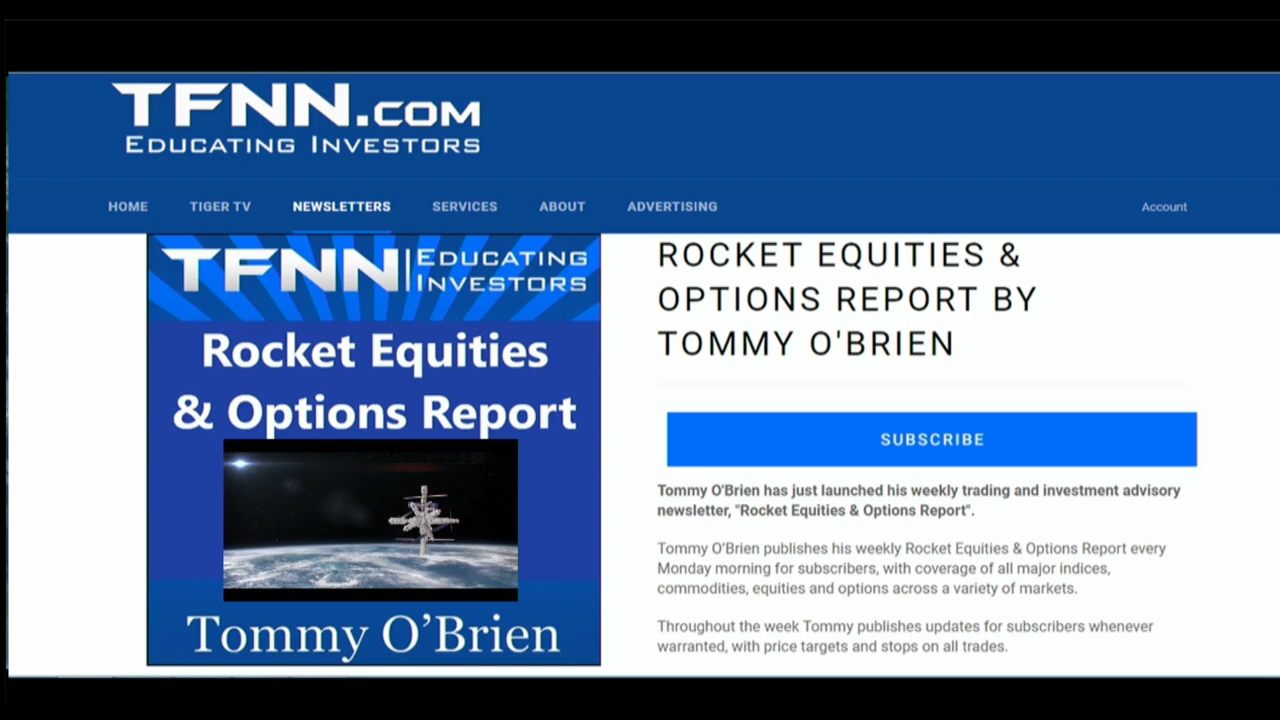 TFNN.COM
EDUCATING INVESTORS
HOME TIGER TV NEWSLETTERS SERVICES ABOUT ADVERTISING Account
TFNN EDUCATING
INVESTORS
Rocket Equities
& Options Report
Tommy O’Brien
ROCKET EQUITIES &
OPTIONS REPORT BY
TOMMY O'BRIEN
SUBSCRIBE
Tommy O'Brien has just launched his weekly trading and investment advisory
newsletter, "Rocket Equities & Options Report".
Tommy O'Brien publishes his weekly Rocket Equities & Options Report every
Monday morning for subscribers, with coverage of all major indices,
commodities, equities and options across a variety of markets.
Throughout the week Tommy publishes updates for subscribers whenever
warranted, with price targets and stops on all trades.